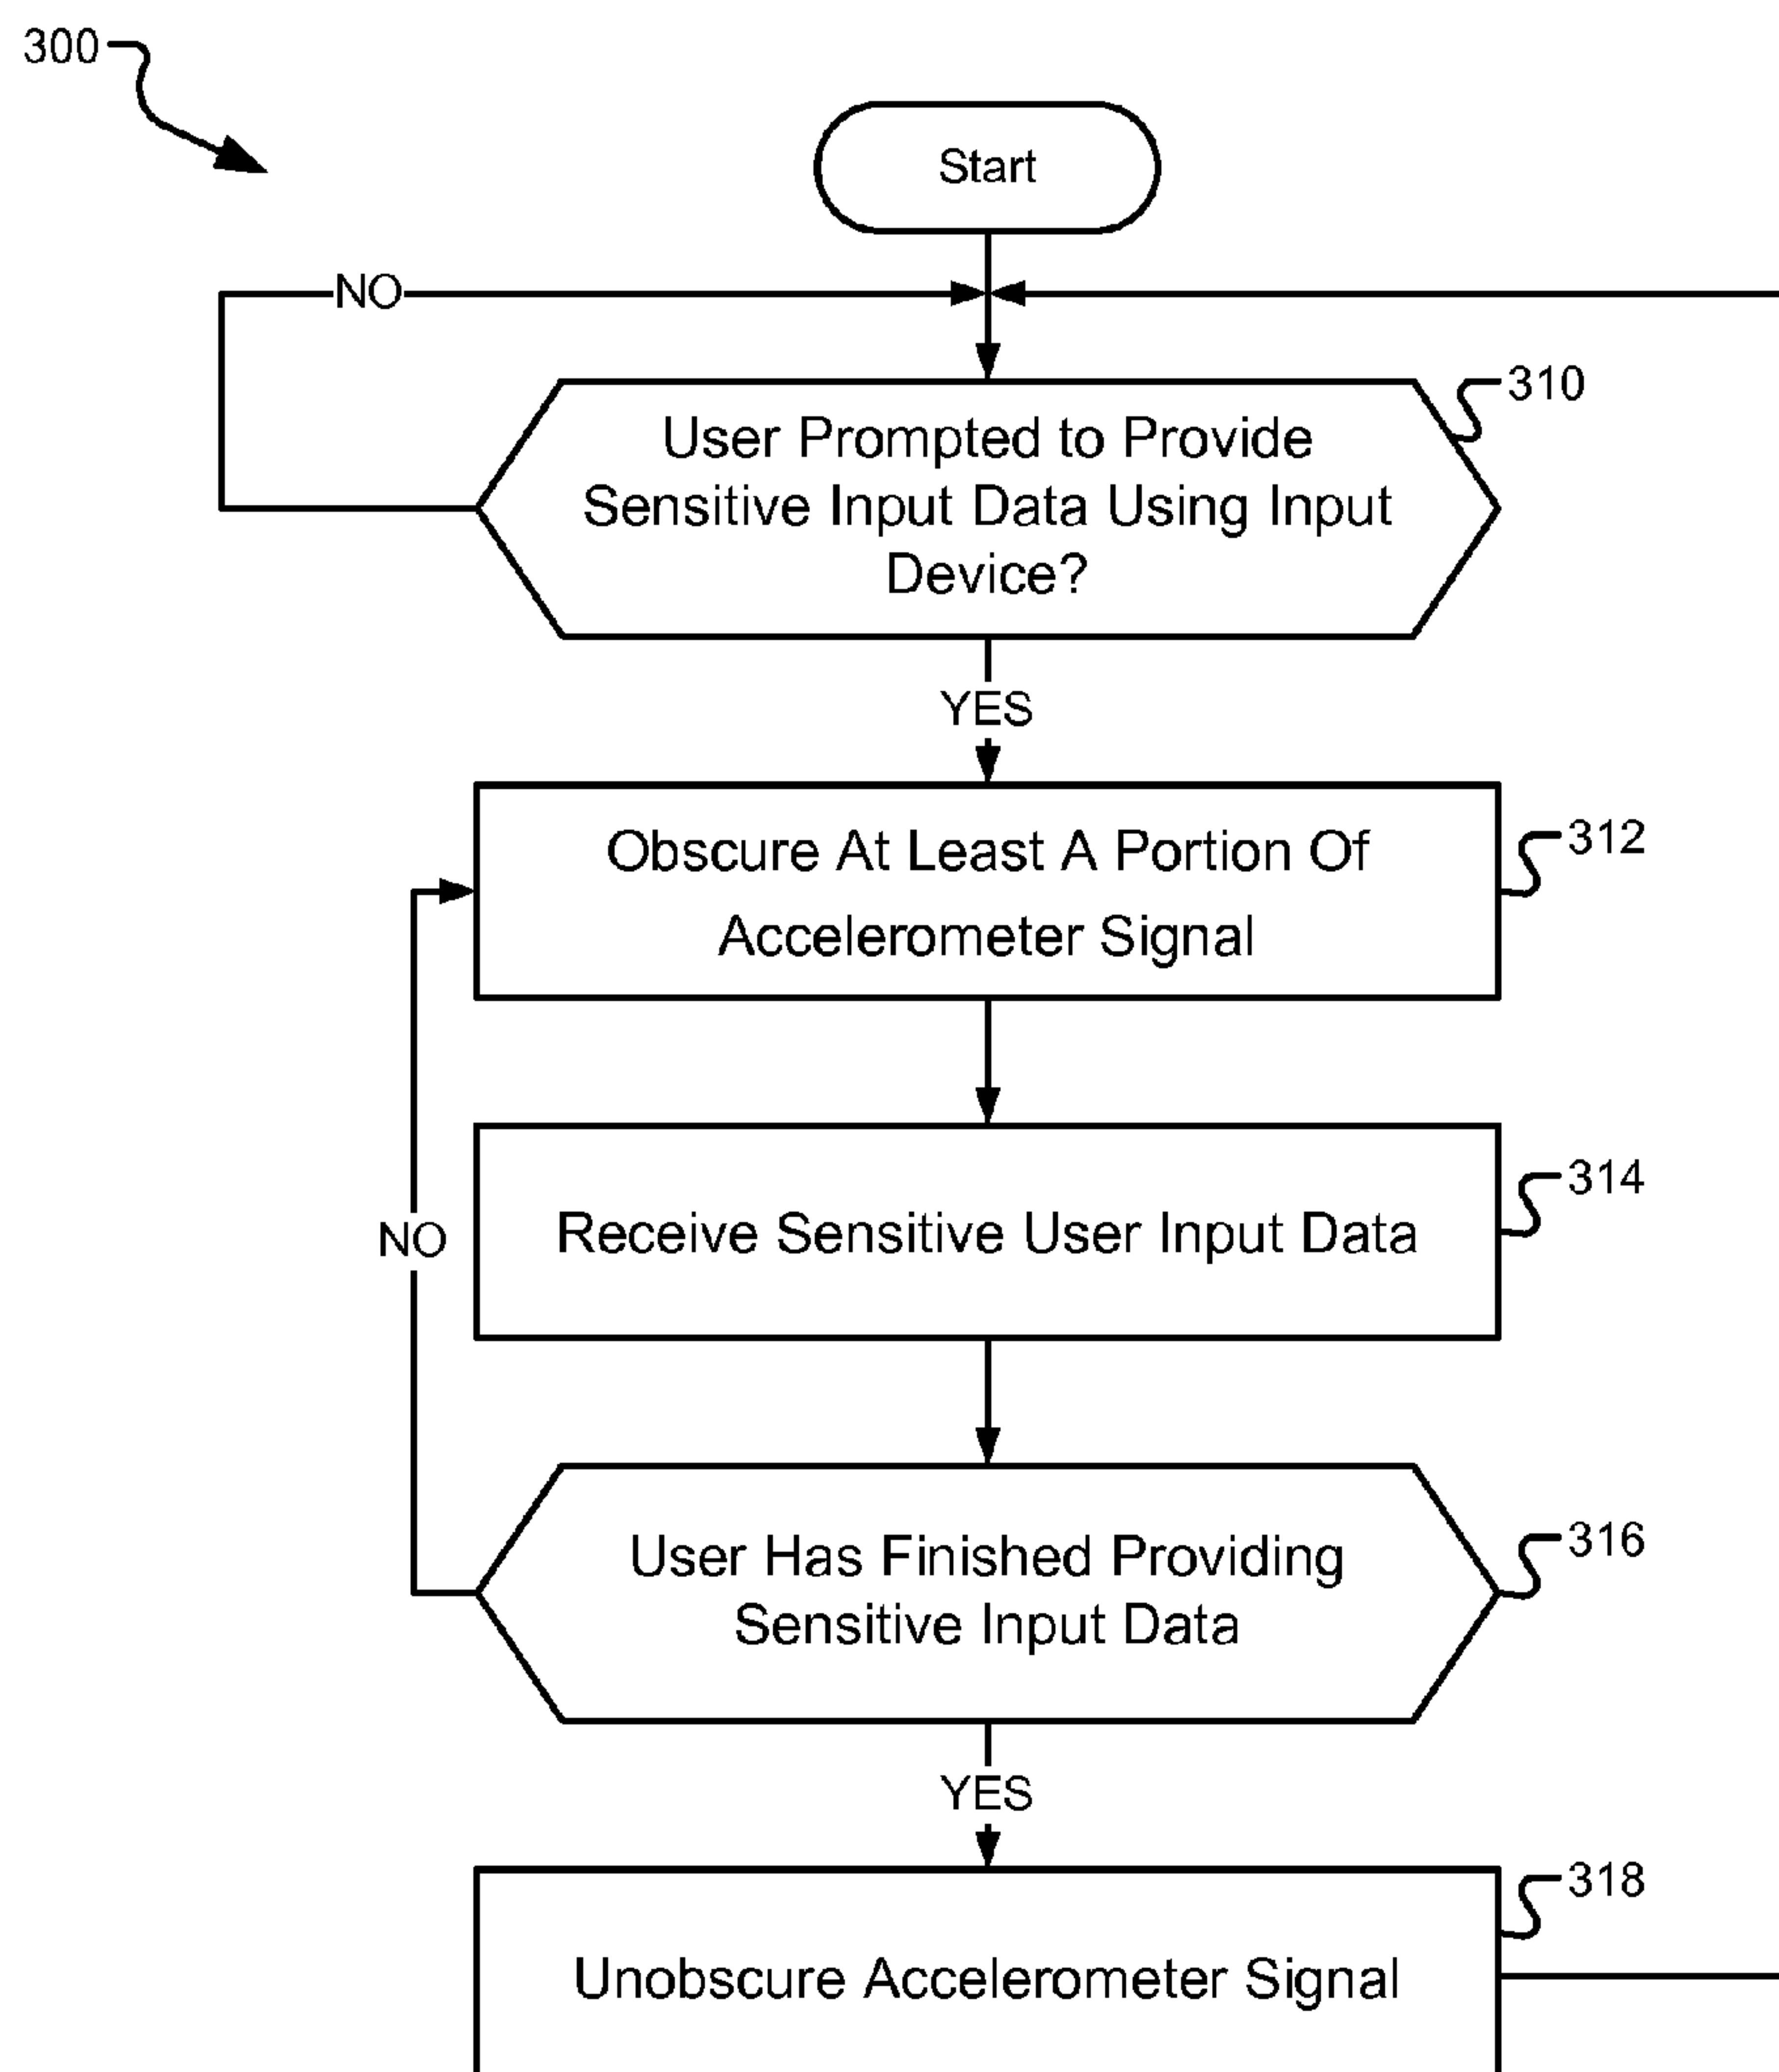 300
Start
NO
310
User Prompted to Provide
Sensitive Input Data Using Input
Device?
YES
312
Obscure At Least A Portion Of
Accelerometer Signal
314
NO
Receive Sensitive User Input Data
316
User Has Finished Providing
Sensitive Input Data
YES
318
Unobscure Accelerometer Signal